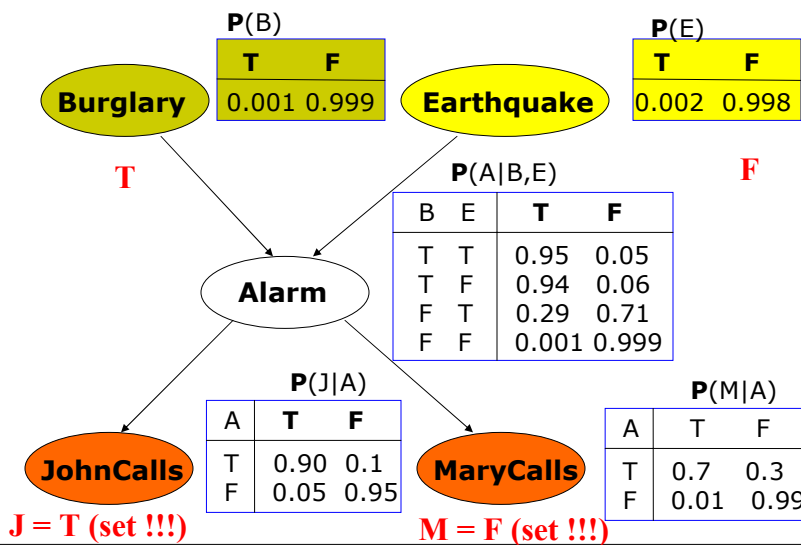 P(B)
T F
0.001 0.999
Burglary
T
P(E)
T F
0.002 0.998
Earthquake
F
P(A|B,E)
B E T F
T T 0.95 0.05
T F 0.94 0.06
F T 0.29 0.71
F F 0.001 0.999
Alarm
P(J|A)
A T F
T 0.90 0.1
F 0.05 0.95
JohnCalls
J = T (set !!!)
P(M|A)
A T F
T 0.7 0.3
F 0.01 0.99
MaryCalls
M = F (set !!!)